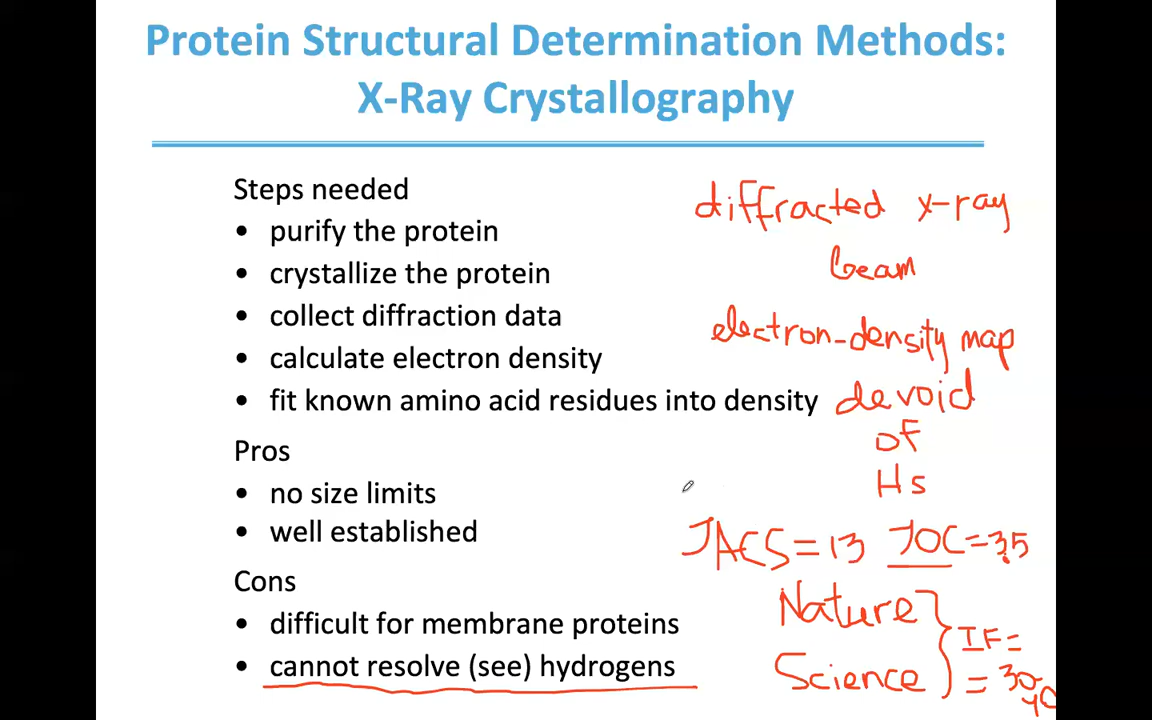 Protein Structural Determination Methods:
X-Ray Crystallography
Steps needed
• purify the protein
• crystallize the protein
• collect diffraction data
• calculate electron density
• fit known amino acid residues into density
Pros
• no size limits
• well established
Cons
• difficult for membrane proteins
• cannot resolve (see) hydrogens
diffracted x-ray
beam
electron-density map
devoid
of
Hs
JACS=13 JOC=3.5
Nature
Science
IF=
=30-40